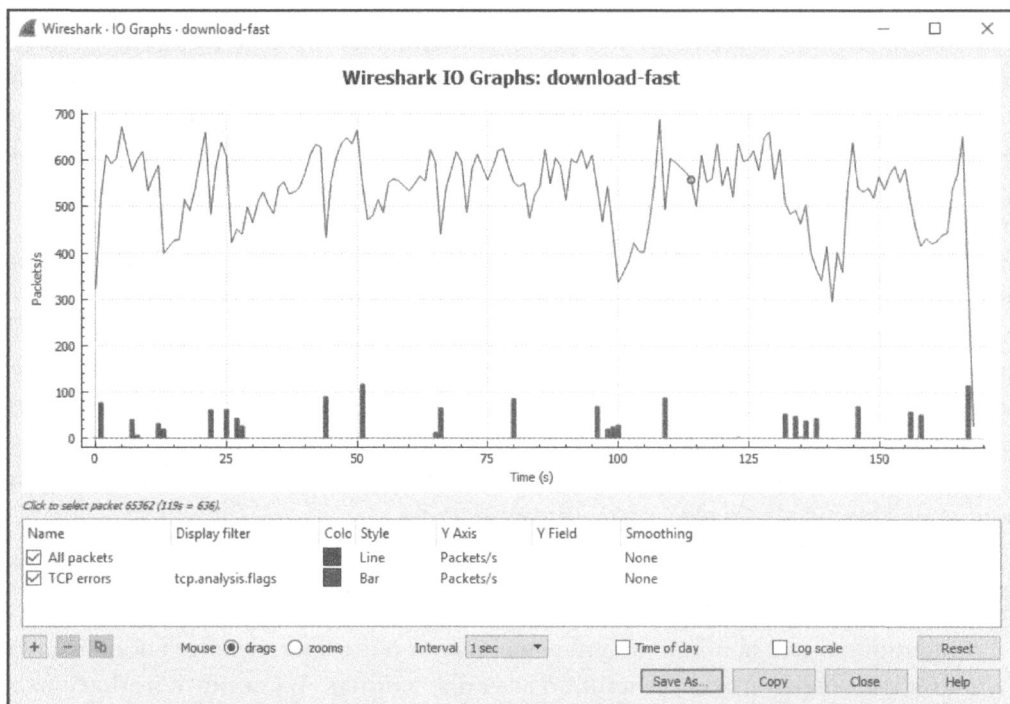 Wireshark · IO Graphs · download-fast
Wireshark IO Graphs: download-fast
700
600
500
400
300
200
100
0
Packets/s
0 25 50 75 100 125 150
Time (s)
Click to select packet 65362 (119s = 636).
Name Display filter Colo Style Y Axis Y Field Smoothing
All packets Line Packets/s None
TCP errors tcp.analysis.flags Bar Packets/s None
+ − Mouse drags zooms Interval 1 sec Time of day Log scale Reset
Save As... Copy Close Help